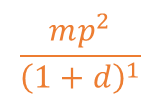 mp²
(1 + d)¹